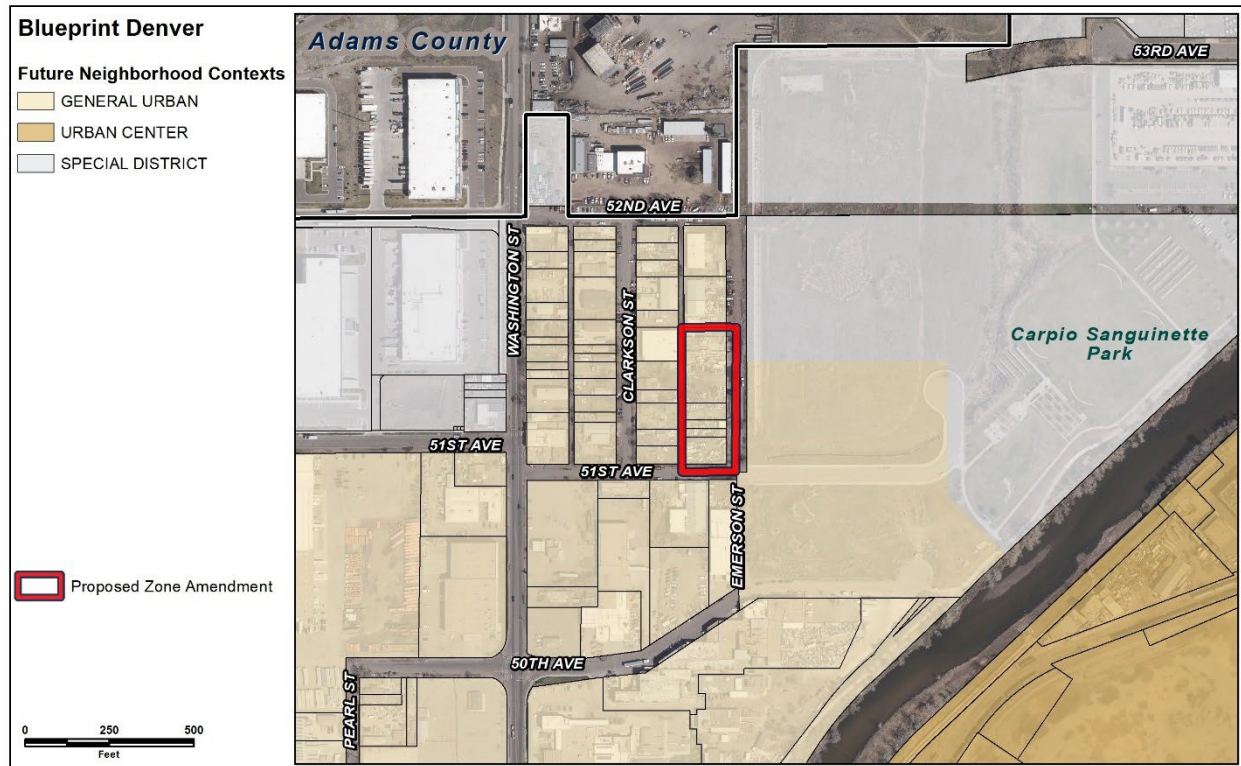 Blueprint Denver
Future Neighborhood Contexts
GENERAL URBAN
URBAN CENTER
SPECIAL DISTRICT
Proposed Zone Amendment
0 250 500
Feet
Adams County
53RD AVE
52ND AVE
WASHINGTON ST
CLARKSON ST
Carpio Sanguinette
Park
51ST AVE
51ST AVE
EMERSON ST
50TH AVE
PEARL ST